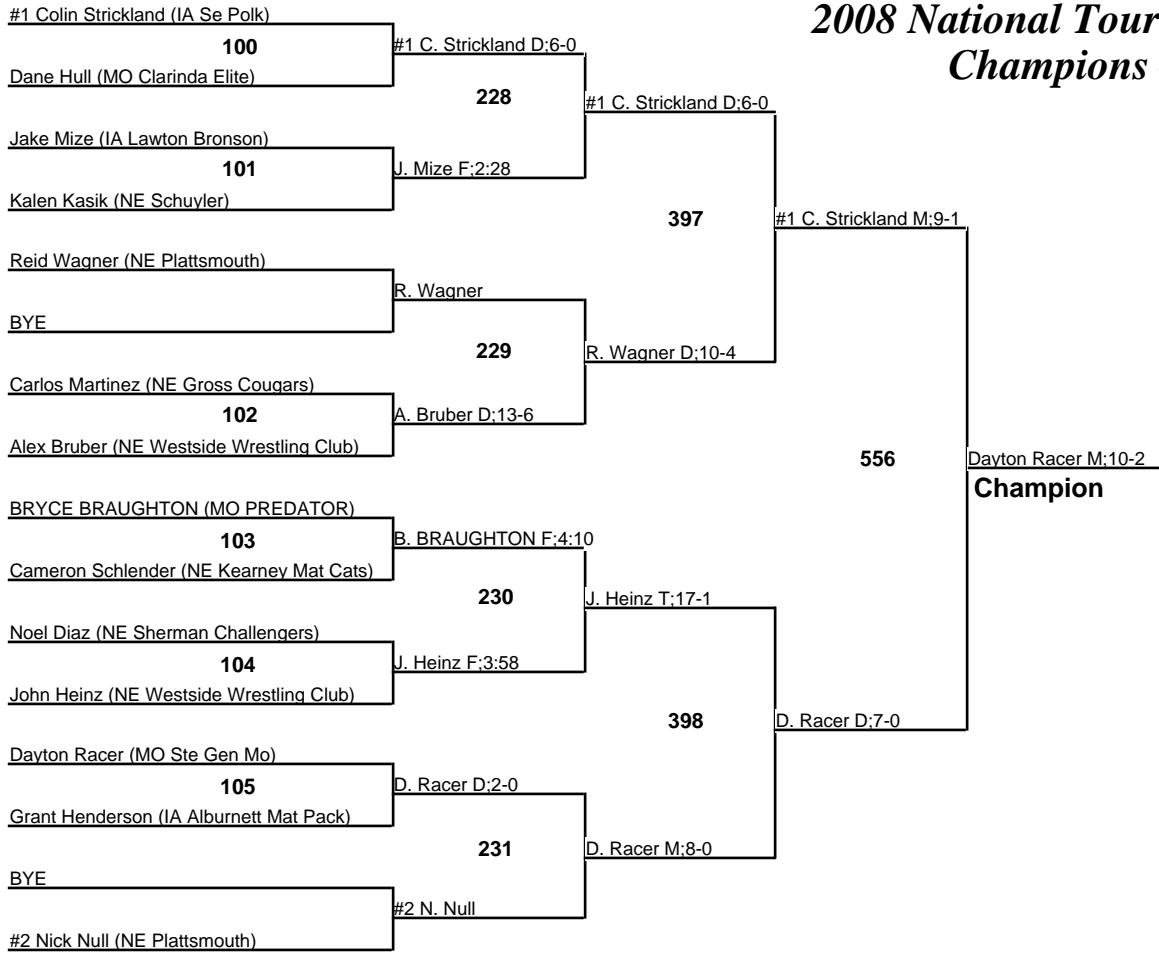 2008 National Tour
Champions
#1 Colin Strickland (IA Se Polk)
100
Dane Hull (MO Clarinda Elite)
Jake Mize (IA Lawton Bronson)
101
Kalen Kasik (NE Schuyler)
Reid Wagner (NE Plattsmouth)
BYE
Carlos Martinez (NE Gross Cougars)
102
Alex Bruber (NE Westside Wrestling Club)
BRYCE BRAUGHTON (MO PREDATOR)
103
Cameron Schlender (NE Kearney Mat Cats)
Noel Diaz (NE Sherman Challengers)
104
John Heinz (NE Westside Wrestling Club)
Dayton Racer (MO Ste Gen Mo)
105
Grant Henderson (IA Alburnett Mat Pack)
BYE
#2 Nick Null (NE Plattsmouth)
#1 C. Strickland D;6-0
228
J. Mize F;2:28
R. Wagner
229
A. Bruber D;13-6
B. BRAUGHTON F;4:10
230
J. Heinz F;3:58
D. Racer D;2-0
231
#2 N. Null
#1 C. Strickland D;6-0
397
R. Wagner D;10-4
J. Heinz T;17-1
398
D. Racer M;8-0
#1 C. Strickland M;9-1
556
D. Racer D;7-0
Dayton Racer M;10-2
Champion